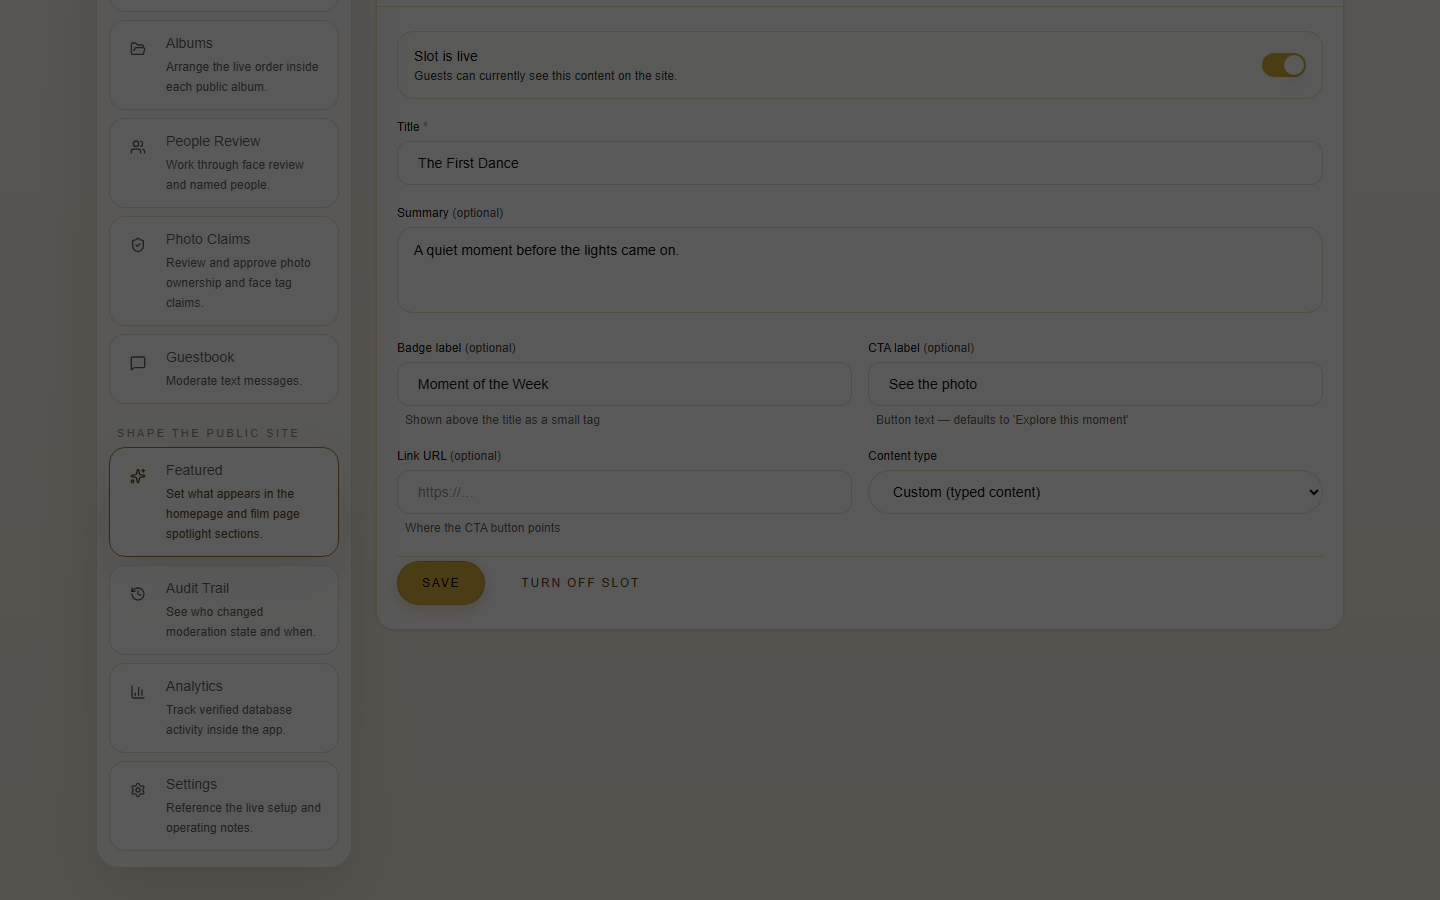 Albums
Arrange the live order inside
each public album.
People Review
Work through face review
and named people.
Photo Claims
Review and approve photo
ownership and face tag
claims.
Guestbook
Moderate text messages.
SHAPE THE PUBLIC SITE
Featured
Set what appears in the
homepage and film page
spotlight sections.
Audit Trail
See who changed
moderation state and when.
Analytics
Track verified database
activity inside the app.
Settings
Reference the live setup and
operating notes.
Slot is live
Guests can currently see this content on the site.
Title *
The First Dance
Summary (optional)
A quiet moment before the lights came on.
Badge label (optional)
Moment of the Week
Shown above the title as a small tag
CTA label (optional)
See the photo
Button text — defaults to 'Explore this moment'
Link URL (optional)
https://...
Where the CTA button points
Content type
Custom (typed content)
SAVE
TURN OFF SLOT